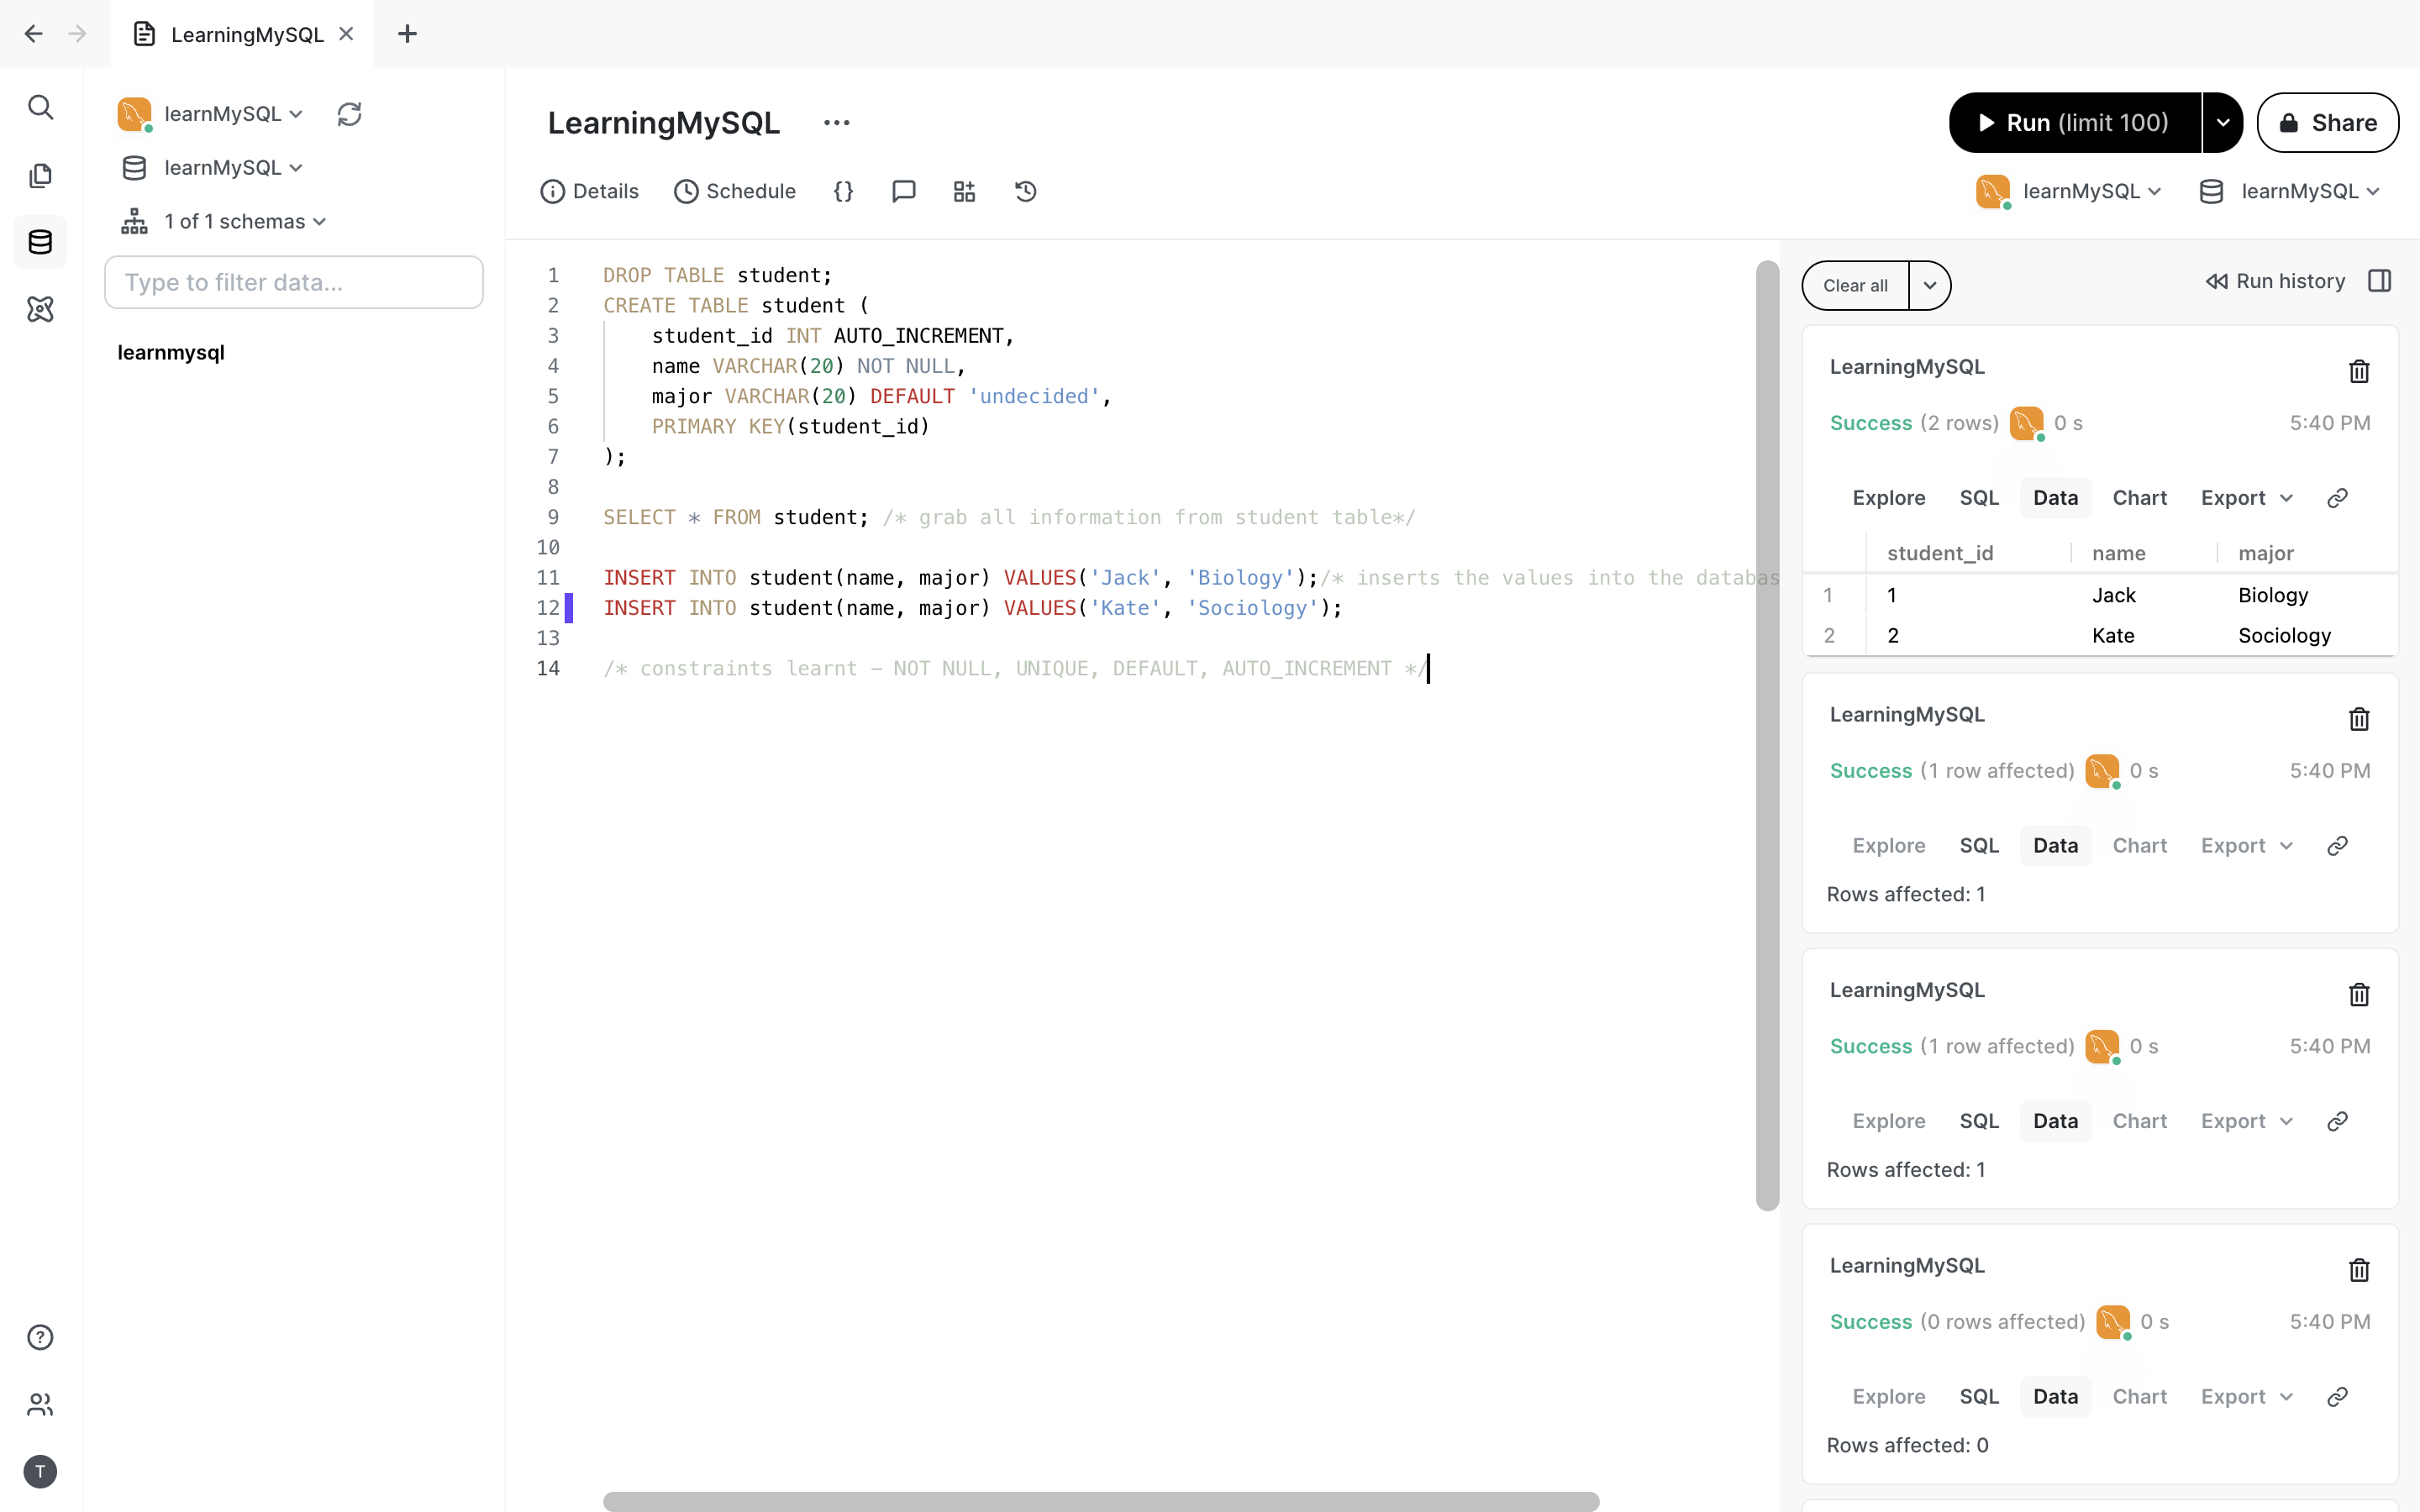 LearningMySQL
learnMySQL
learnMySQL
1 of 1 schemas
Type to filter data...
learnmysql
T
LearningMySQL
Run (limit 100)
Share
Details
Schedule
{}
learnMySQL
learnMySQL
1 DROP TABLE student;
2 CREATE TABLE student (
3 student_id INT AUTO_INCREMENT,
4 name VARCHAR(20) NOT NULL,
5 major VARCHAR(20) DEFAULT 'undecided',
6 PRIMARY KEY(student_id)
7 );
8
9 SELECT * FROM student; /* grab all information from student table*/
10
11 INSERT INTO student(name, major) VALUES('Jack', 'Biology');/* inserts the values into the databas
12 INSERT INTO student(name, major) VALUES('Kate', 'Sociology');
13
14 /* constraints learnt - NOT NULL, UNIQUE, DEFAULT, AUTO_INCREMENT */
Clear all
Run history
LearningMySQL
Success (2 rows) 0 s 5:40 PM
Explore SQL Data Chart Export
student_id name major
1 1 Jack Biology
2 2 Kate Sociology
LearningMySQL
Success (1 row affected) 0 s 5:40 PM
Explore SQL Data Chart Export
Rows affected: 1
LearningMySQL
Success (1 row affected) 0 s 5:40 PM
Explore SQL Data Chart Export
Rows affected: 1
LearningMySQL
Success (0 rows affected) 0 s 5:40 PM
Explore SQL Data Chart Export
Rows affected: 0